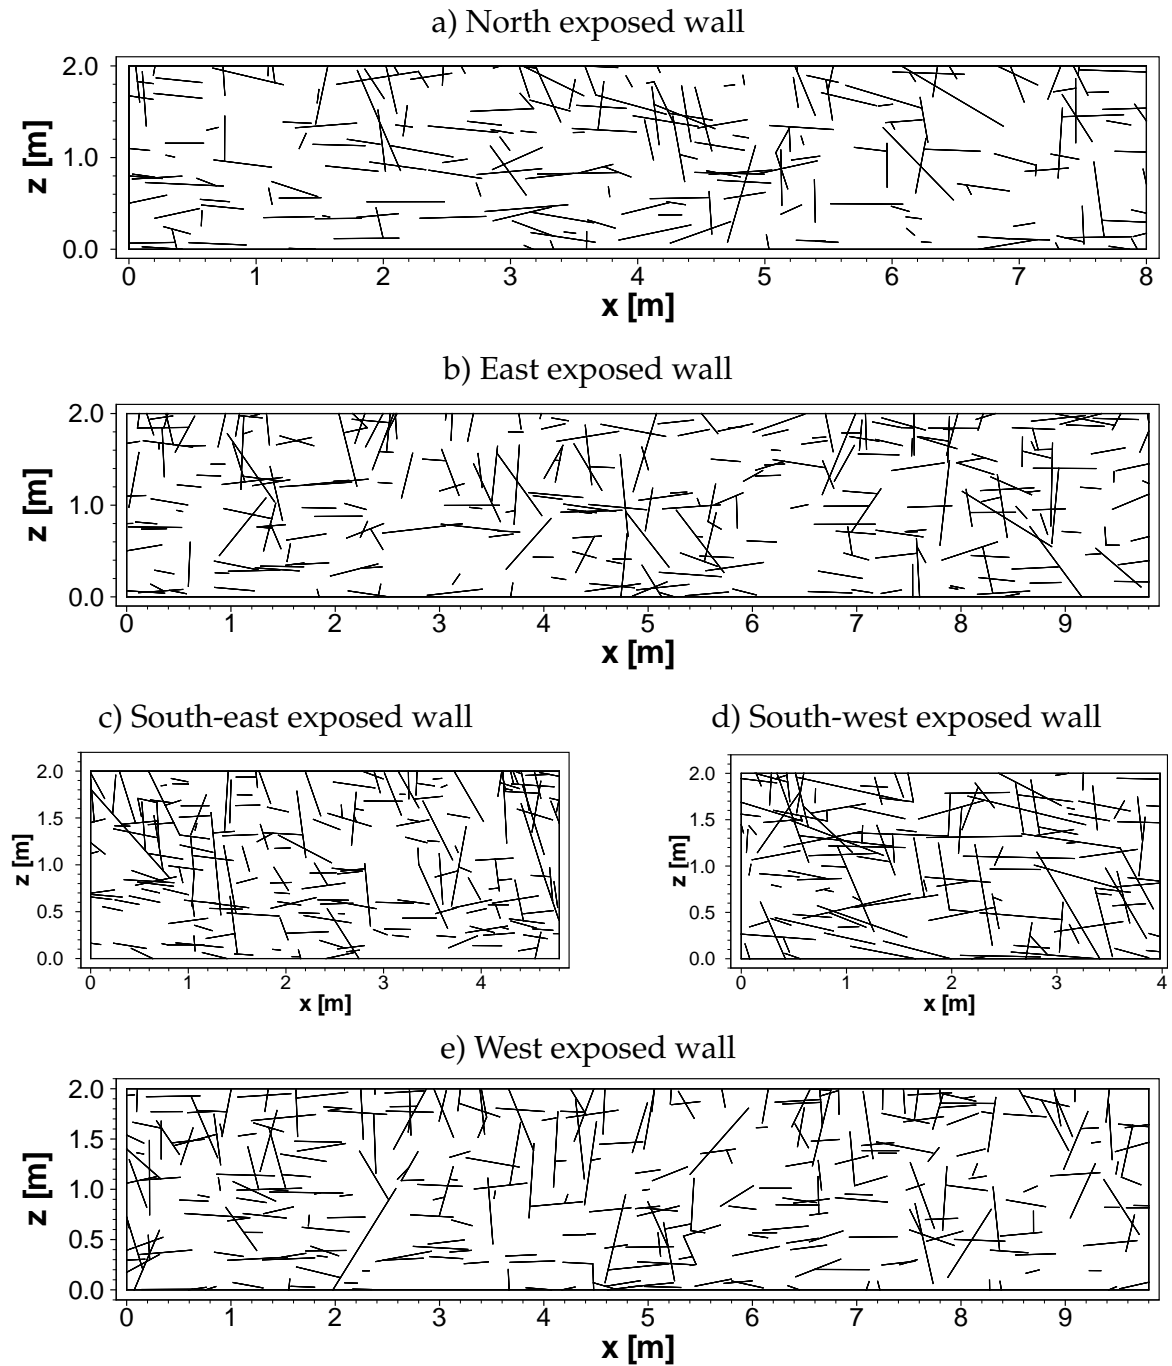 a) North exposed wall
2.0
1.0
0.0
z [m]
0 1 2 3 4 5 6 7 8
x [m]
b) East exposed wall
2.0
1.0
0.0
z [m]
0 1 2 3 4 5 6 7 8 9
x [m]
c) South-east exposed wall
2.0
1.5
1.0
0.5
0.0
z [m]
0 1 2 3 4
x [m]
d) South-west exposed wall
2.0
1.5
1.0
0.5
0.0
z [m]
0 1 2 3 4
x [m]
e) West exposed wall
2.0
1.5
1.0
0.5
0.0
z [m]
0 1 2 3 4 5 6 7 8 9
x [m]